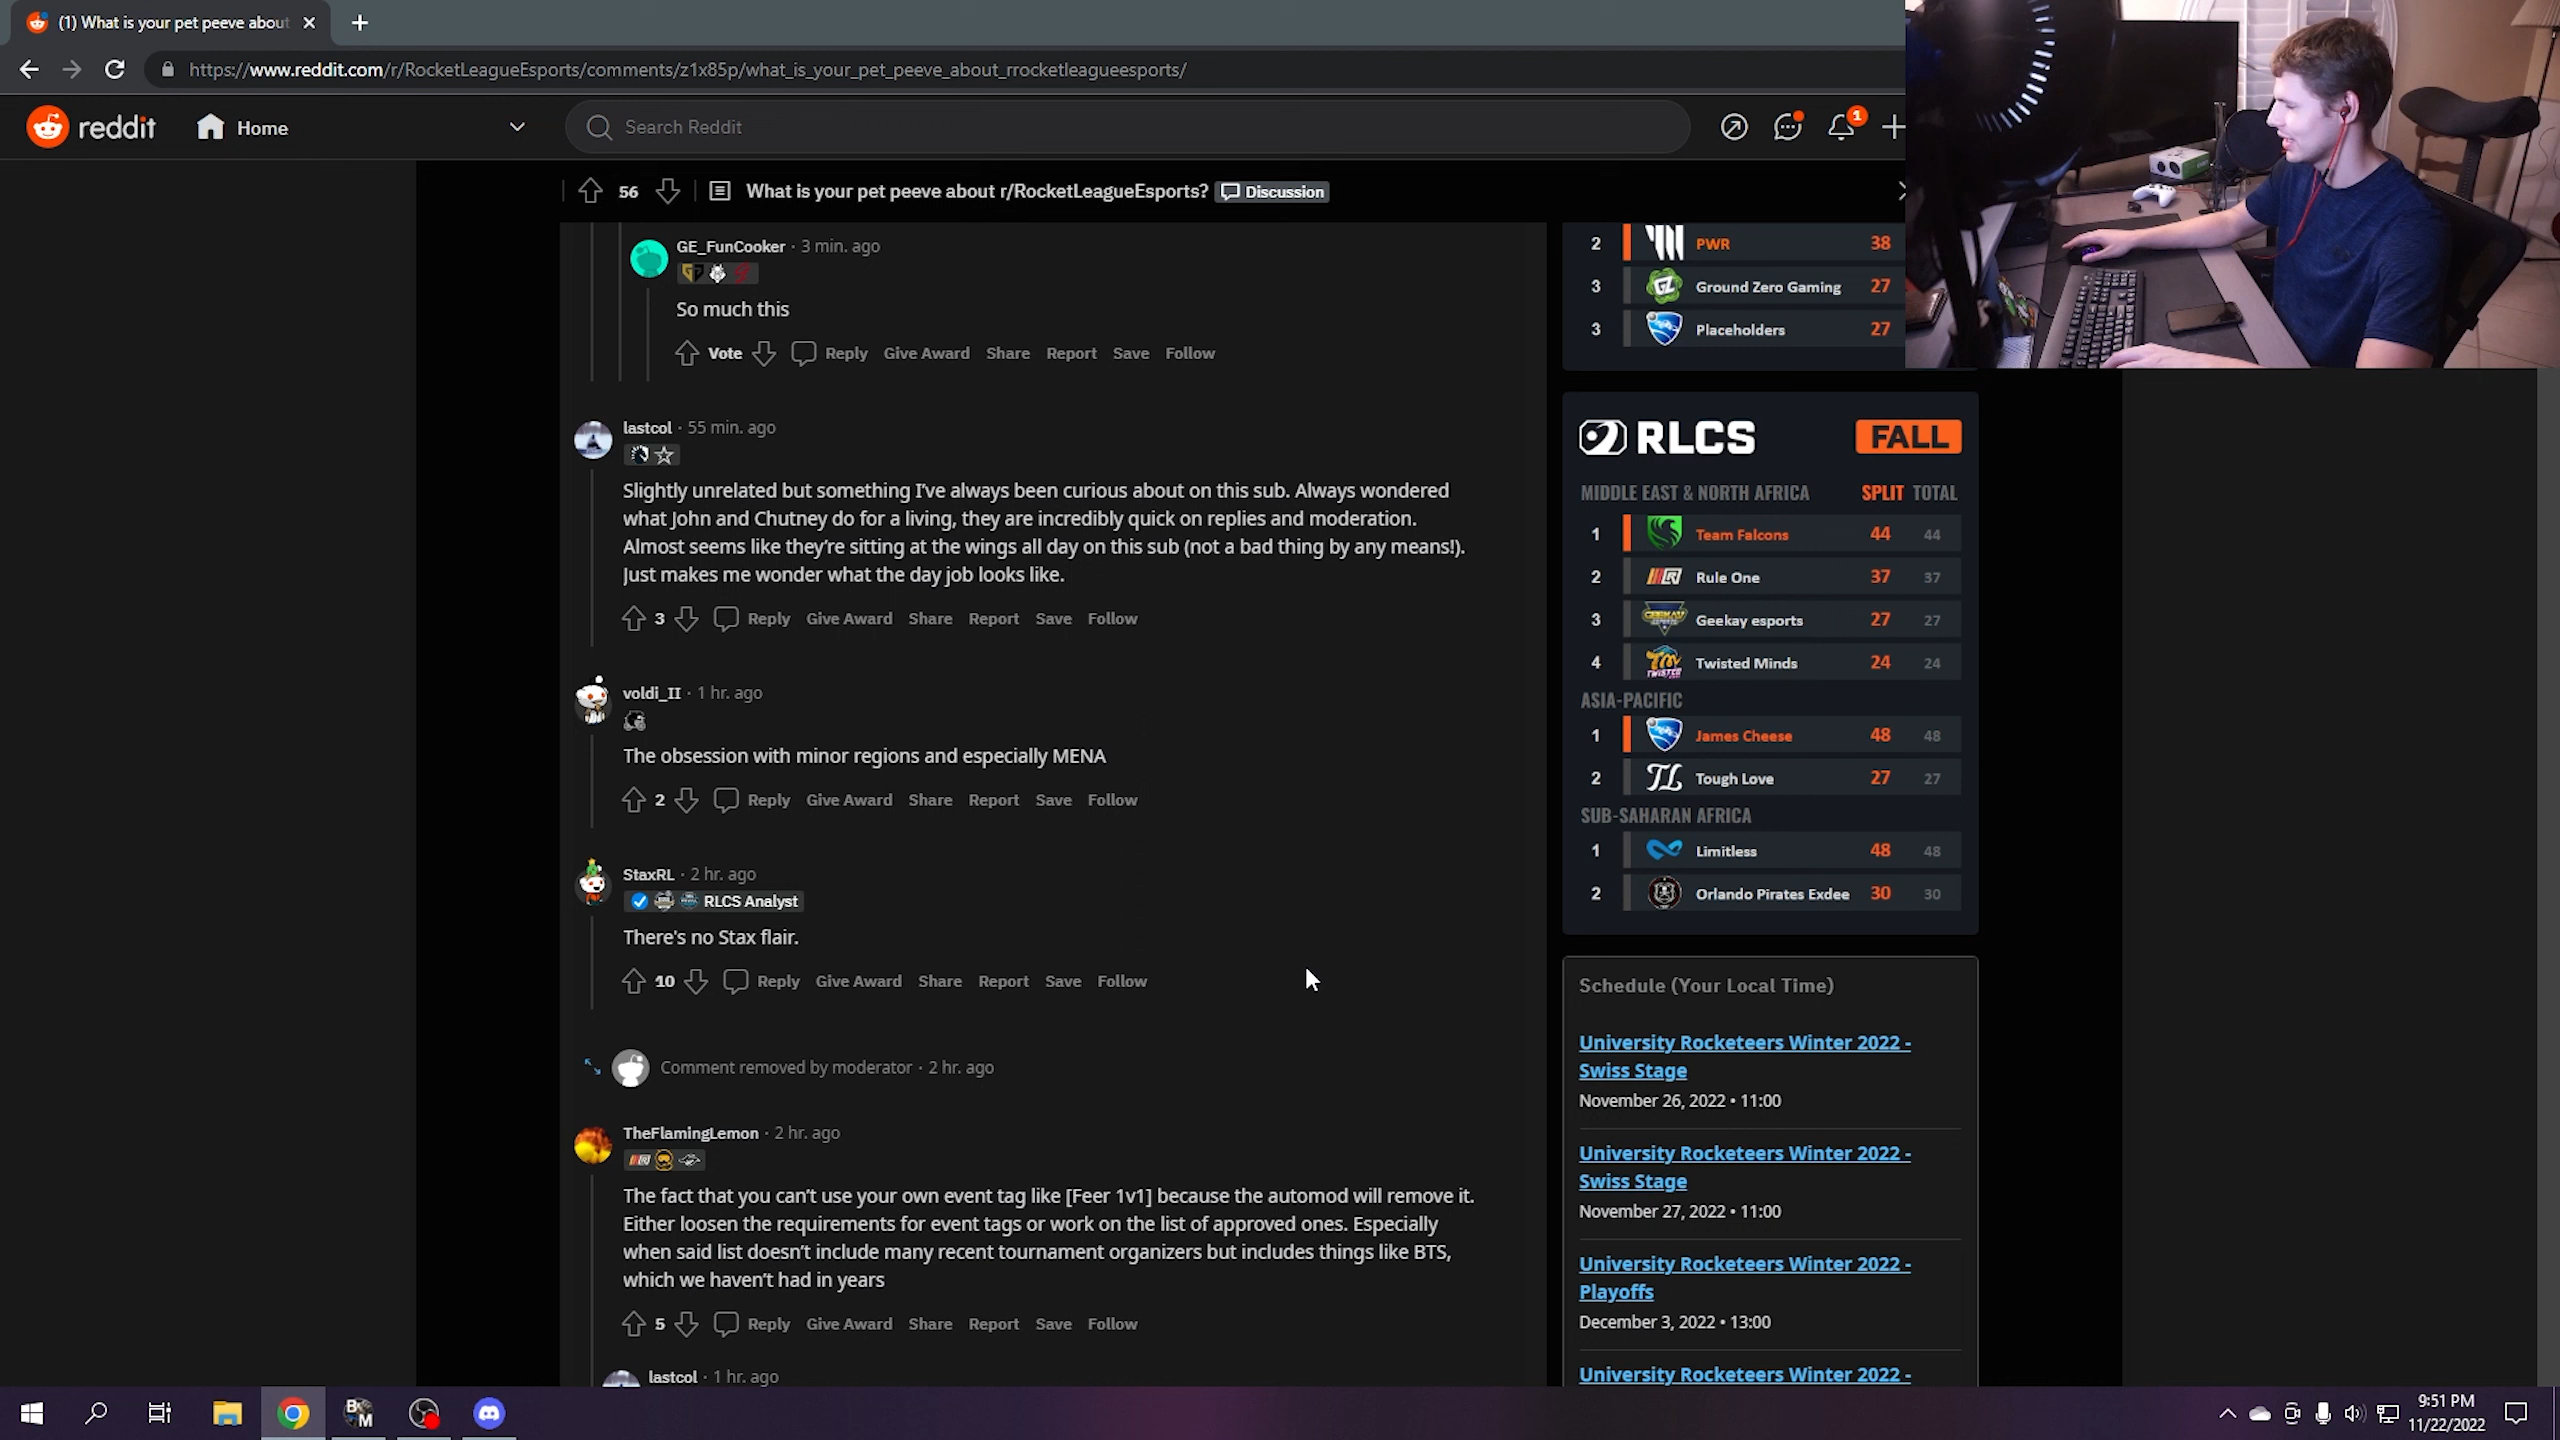 (1) What is your pet peeve about
https://www.reddit.com/r/RocketLeagueEsports/comments/z1x85p/what_is_your_pet_peeve_about_rrocketleagueesports/
reddit
Home
Search Reddit
1
56
What is your pet peeve about r/RocketLeagueEsports?
Discussion
GE_FunCooker · 3 min. ago
So much this
Vote Reply Give Award Share Report Save Follow
lastcol · 55 min. ago
Slightly unrelated but something I've always been curious about on this sub. Always wondered
what John and Chutney do for a living, they are incredibly quick on replies and moderation.
Almost seems like they're sitting at the wings all day on this sub (not a bad thing by any means!).
Just makes me wonder what the day job looks like.
3 Reply Give Award Share Report Save Follow
voldi_II · 1 hr. ago
The obsession with minor regions and especially MENA
2 Reply Give Award Share Report Save Follow
StaxRL · 2 hr. ago
RLCS Analyst
There's no Stax flair.
10 Reply Give Award Share Report Save Follow
Comment removed by moderator · 2 hr. ago
TheFlamingLemon · 2 hr. ago
The fact that you can't use your own event tag like [Feer 1v1] because the automod will remove it.
Either loosen the requirements for event tags or work on the list of approved ones. Especially
when said list doesn't include many recent tournament organizers but includes things like BTS,
which we haven't had in years
5 Reply Give Award Share Report Save Follow
lastcol · 1 hr. ago
2 PWR 38
3 Ground Zero Gaming 27
3 Placeholders 27
RLCS FALL
MIDDLE EAST & NORTH AFRICA SPLIT TOTAL
1 Team Falcons 44 44
2 Rule One 37 37
3 Geekay esports 27 27
4 Twisted Minds 24 24
ASIA-PACIFIC
1 James Cheese 48 48
2 TL Tough Love 27 27
SUB-SAHARAN AFRICA
1 Limitless 48 48
2 Orlando Pirates Exdee 30 30
Schedule (Your Local Time)
University Rocketeers Winter 2022 -
Swiss Stage
November 26, 2022 • 11:00
University Rocketeers Winter 2022 -
Swiss Stage
November 27, 2022 • 11:00
University Rocketeers Winter 2022 -
Playoffs
December 3, 2022 • 13:00
University Rocketeers Winter 2022 -
9:51 PM
11/22/2022